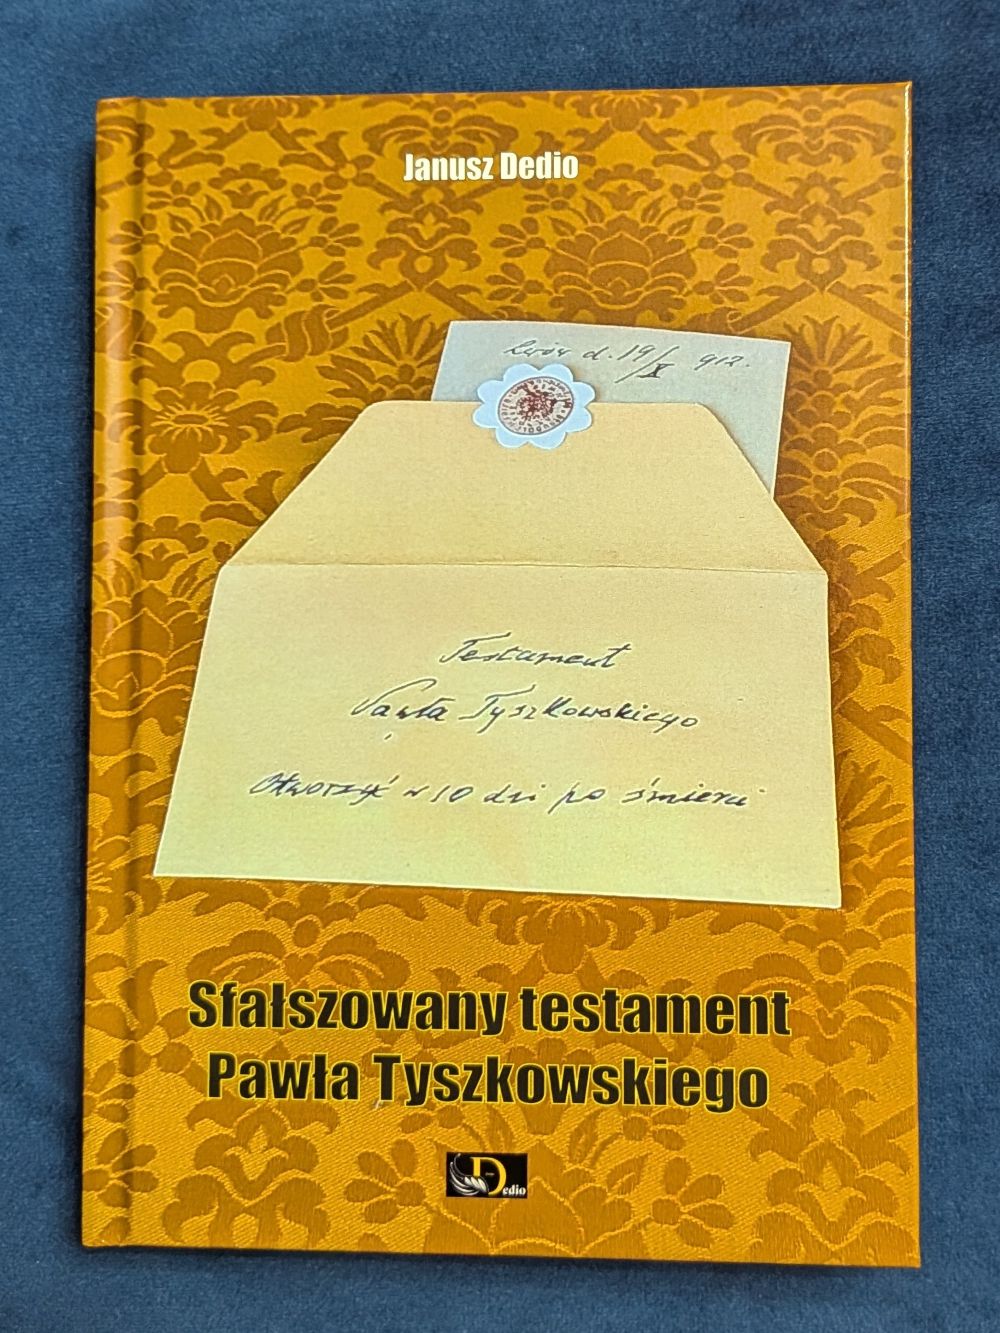 Janusz Dedio
Lwów d. 19/X 912.
Testament
Pawła Tyszkowskiego
Otworzyć w 10 dni po śmierci
Sfałszowany testament
Pawła Tyszkowskiego
Dedio